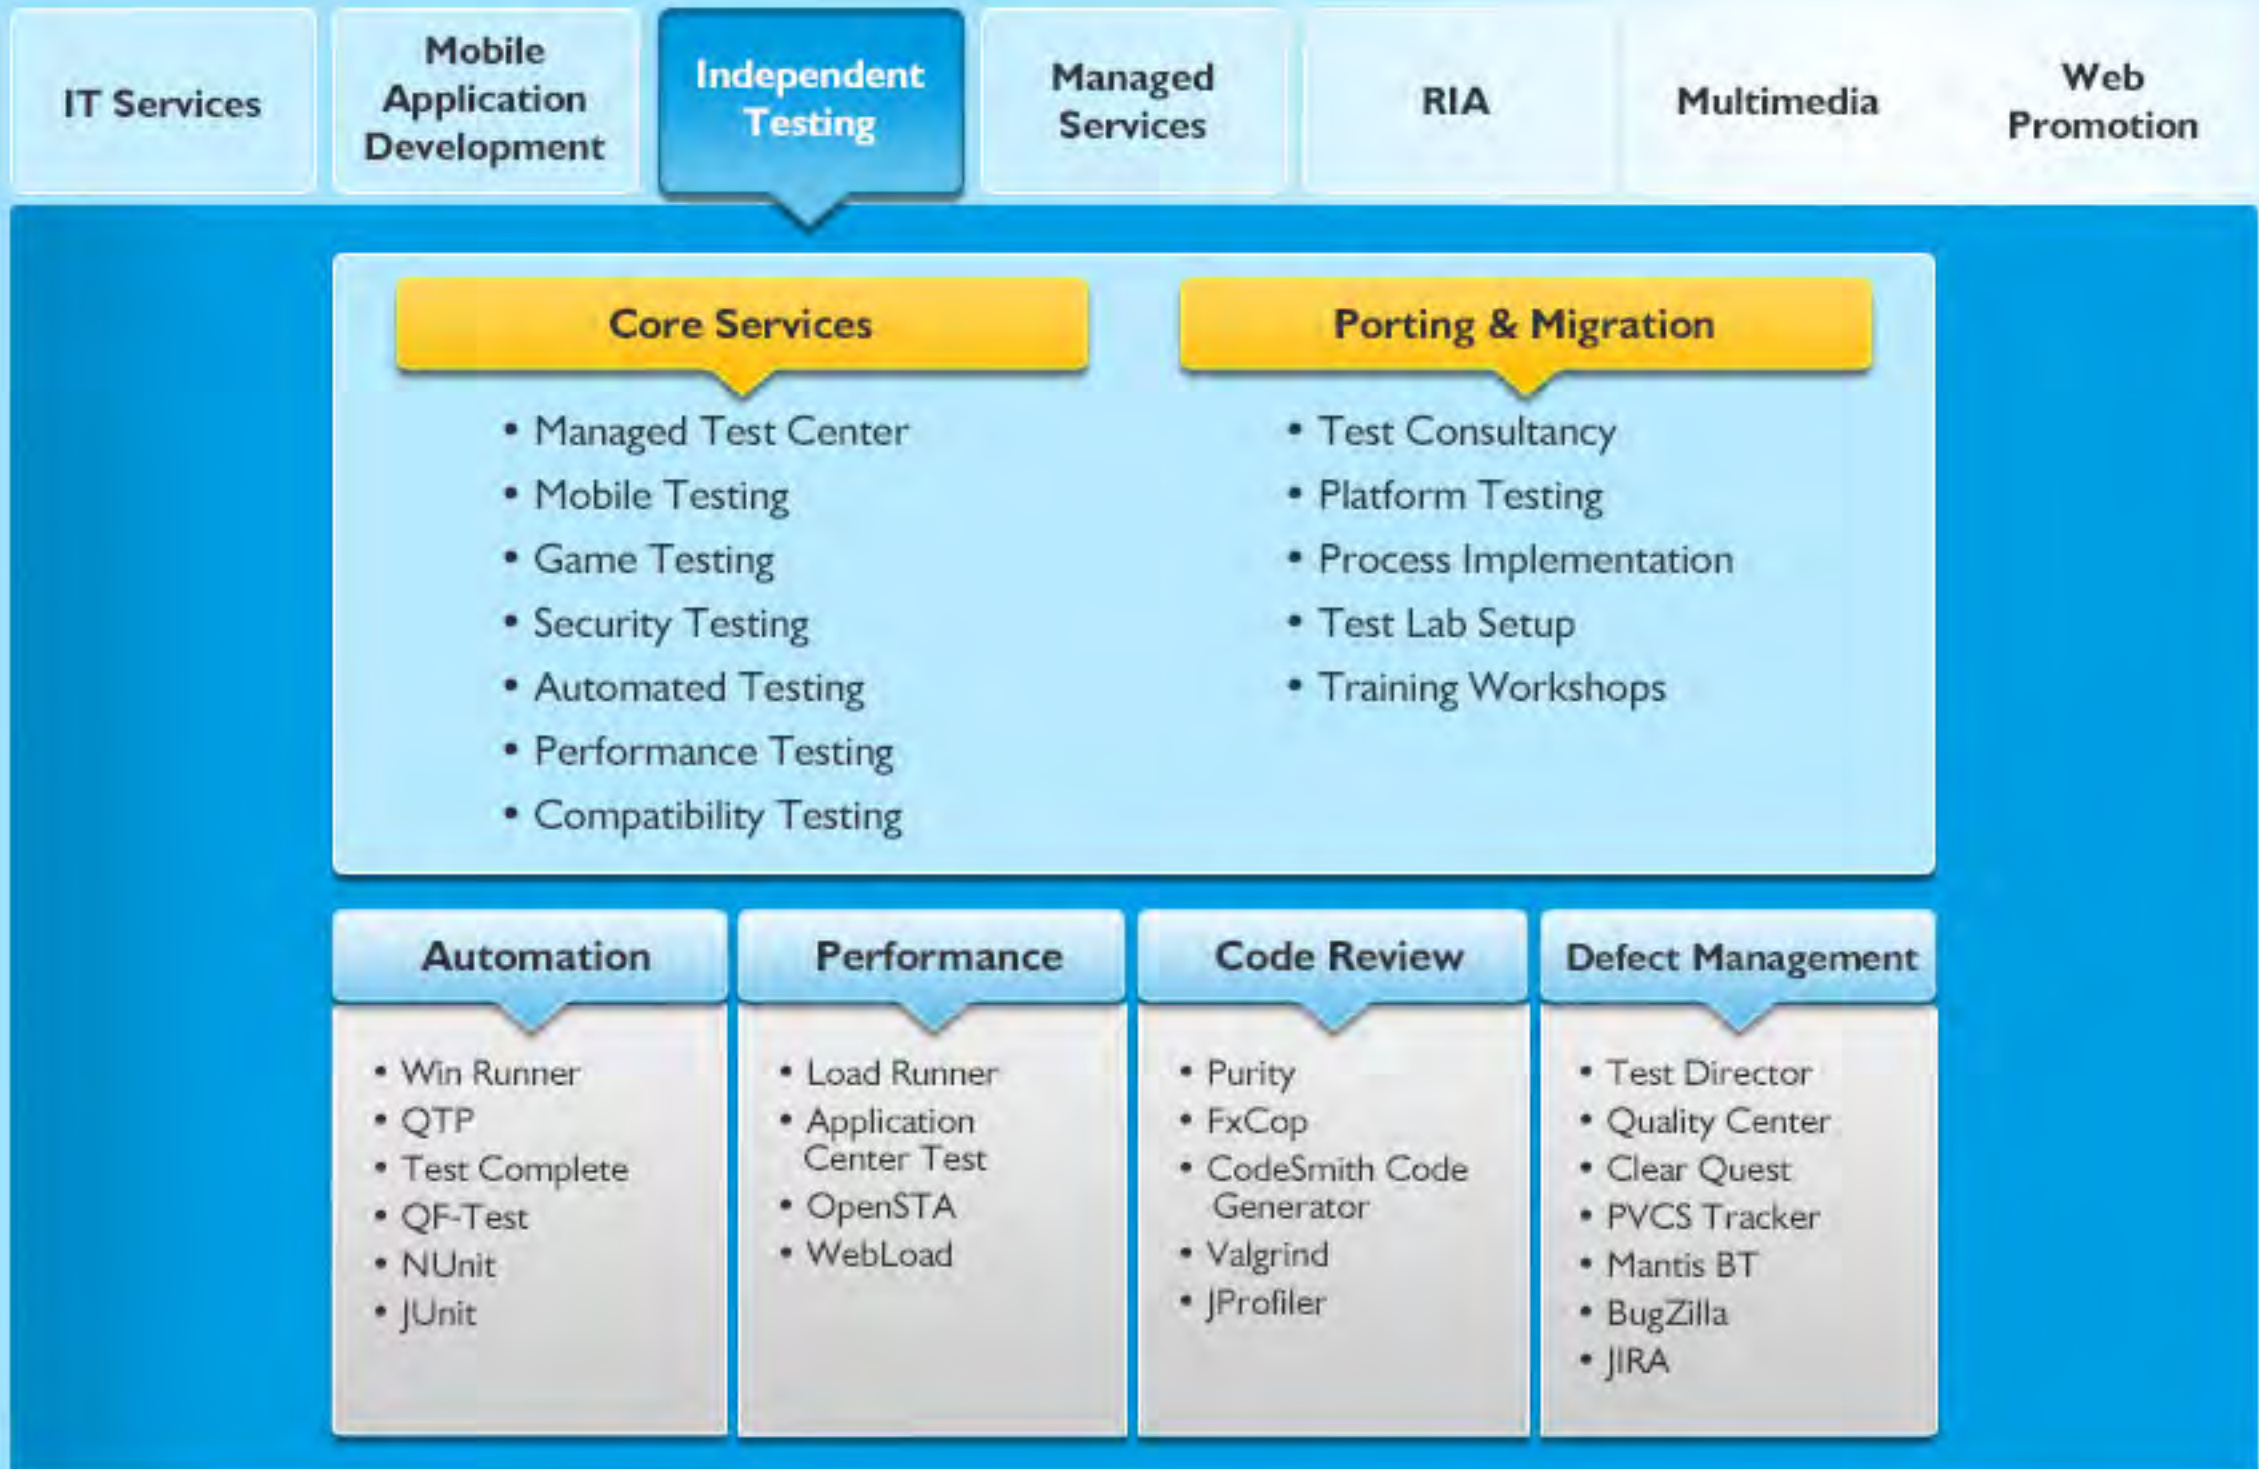 IT Services
Mobile
Application
Development
Independent
Testing
Managed
Services
RIA
Multimedia
Web
Promotion
Core Services
• Managed Test Center
• Mobile Testing
• Game Testing
• Security Testing
• Automated Testing
• Performance Testing
• Compatibility Testing
Porting & Migration
• Test Consultancy
• Platform Testing
• Process Implementation
• Test Lab Setup
• Training Workshops
Automation
• Win Runner
• QTP
• Test Complete
• QF-Test
• NUnit
• JUnit
Performance
• Load Runner
• Application
Center Test
• OpenSTA
• WebLoad
Code Review
• Purity
• FxCop
• CodeSmith Code
Generator
• Valgrind
• JProfiler
Defect Management
• Test Director
• Quality Center
• Clear Quest
• PVCS Tracker
• Mantis BT
• BugZilla
• JIRA